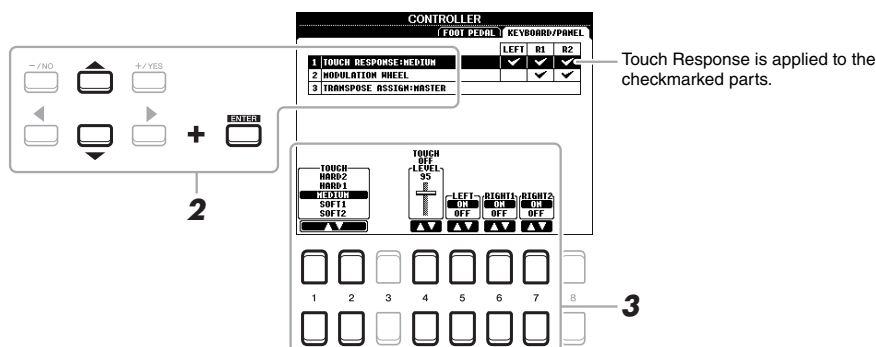 CONTROLLER
FOOT PEDAL KEYBOARD/PANEL
LEFT R1 R2
1 TOUCH RESPONSE:MEDIUM
2 MODULATION WHEEL
3 TRANSPOSE ASSIGN:MASTER
Touch Response is applied to the
checkmarked parts.
–/NO
+/YES
ENTER
+
2
TOUCH
HARD2
HARD1
MEDIUM
SOFT1
SOFT2
TOUCH
OFF
LEVEL
95
LEFT
ON
OFF
RIGHT1
ON
OFF
RIGHT2
ON
OFF
1 2 3 4 5 6 7 8
3